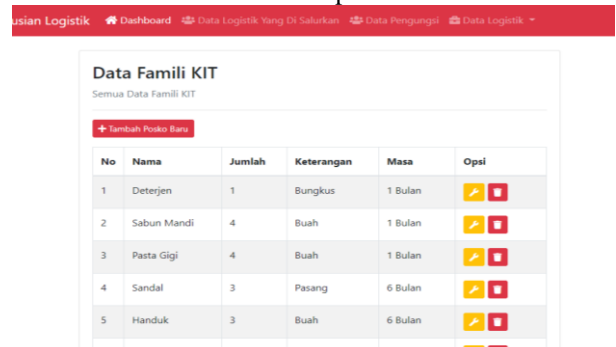 usian Logistik Dashboard Data Logistik Yang Di Salurkan Data Pengungsi Data Logistik
Data Famili KIT
Semua Data Famili KIT
+ Tambah Posko Baru
No Nama Jumlah Keterangan Masa Opsi
1 Deterjen 1 Bungkus 1 Bulan
2 Sabun Mandi 4 Buah 1 Bulan
3 Pasta Gigi 4 Buah 1 Bulan
4 Sandal 3 Pasang 6 Bulan
5 Handuk 3 Buah 6 Bulan